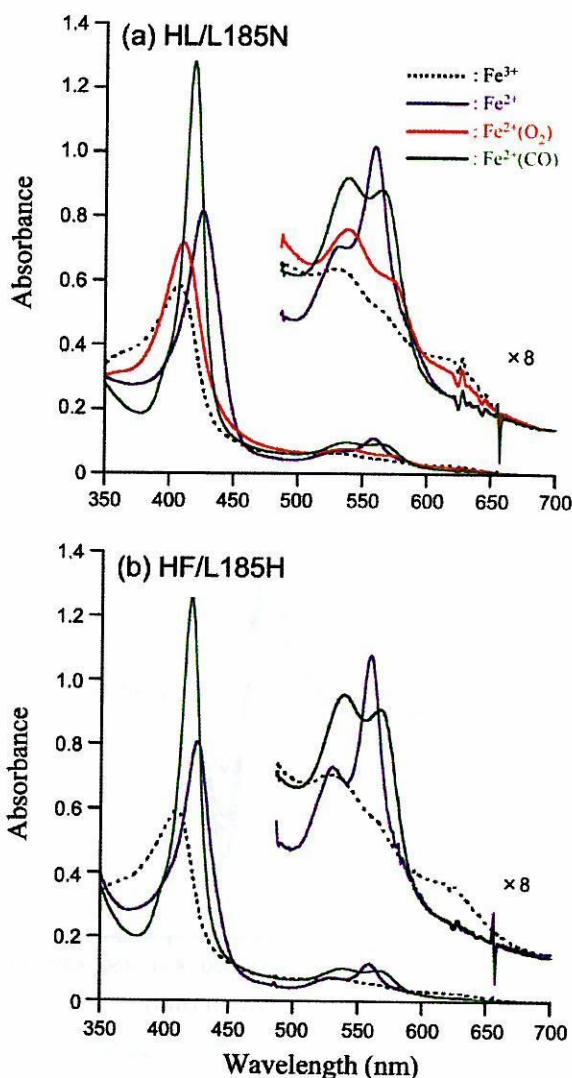 (a) HL/L185N
: Fe³⁺
: Fe²⁺
: Fe²⁺(O₂)
: Fe²⁺(CO)
1.4
1.2
1.0
0.8
0.6
0.4
0.2
0
Absorbance
×8
350 400 450 500 550 600 650 700
(b) HF/L185H
1.4
1.2
1.0
0.8
0.6
0.4
0.2
0
Absorbance
×8
350 400 450 500 550 600 650 700
Wavelength (nm)